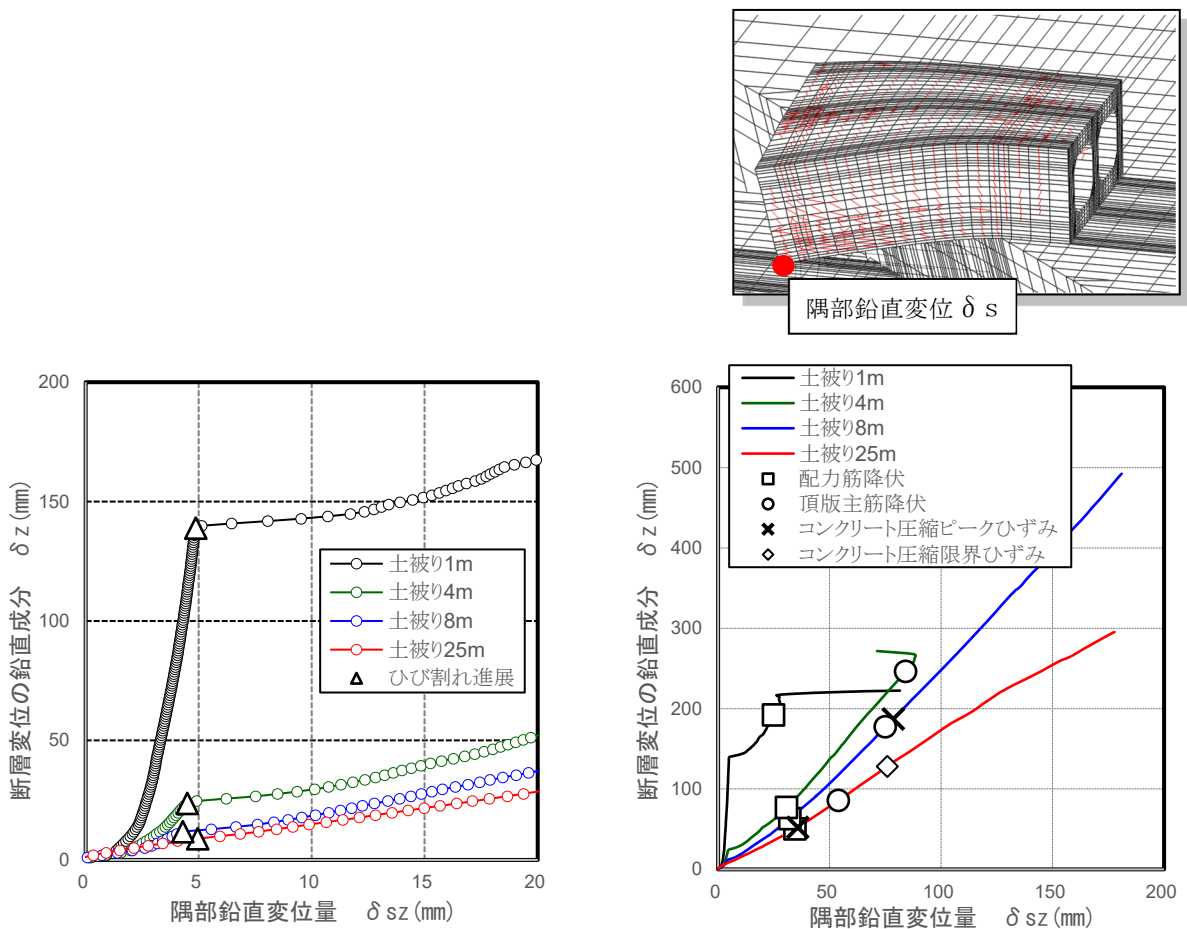 隅部鉛直変位 δ s
200
150
100
50
0
0
5
10
15
20
断層変位の鉛直成分 δ z (mm)
隅部鉛直変位量 δ sz (mm)
土被り1m
土被り4m
土被り8m
土被り25m
ひび割れ進展
600
500
400
300
200
100
0
0
50
100
150
200
断層変位の鉛直成分 δ z (mm)
隅部鉛直変位量 δ sz (mm)
土被り1m
土被り4m
土被り8m
土被り25m
配力筋降伏
頂版主筋降伏
コンクリート圧縮ピークひずみ
コンクリート圧縮限界ひずみ